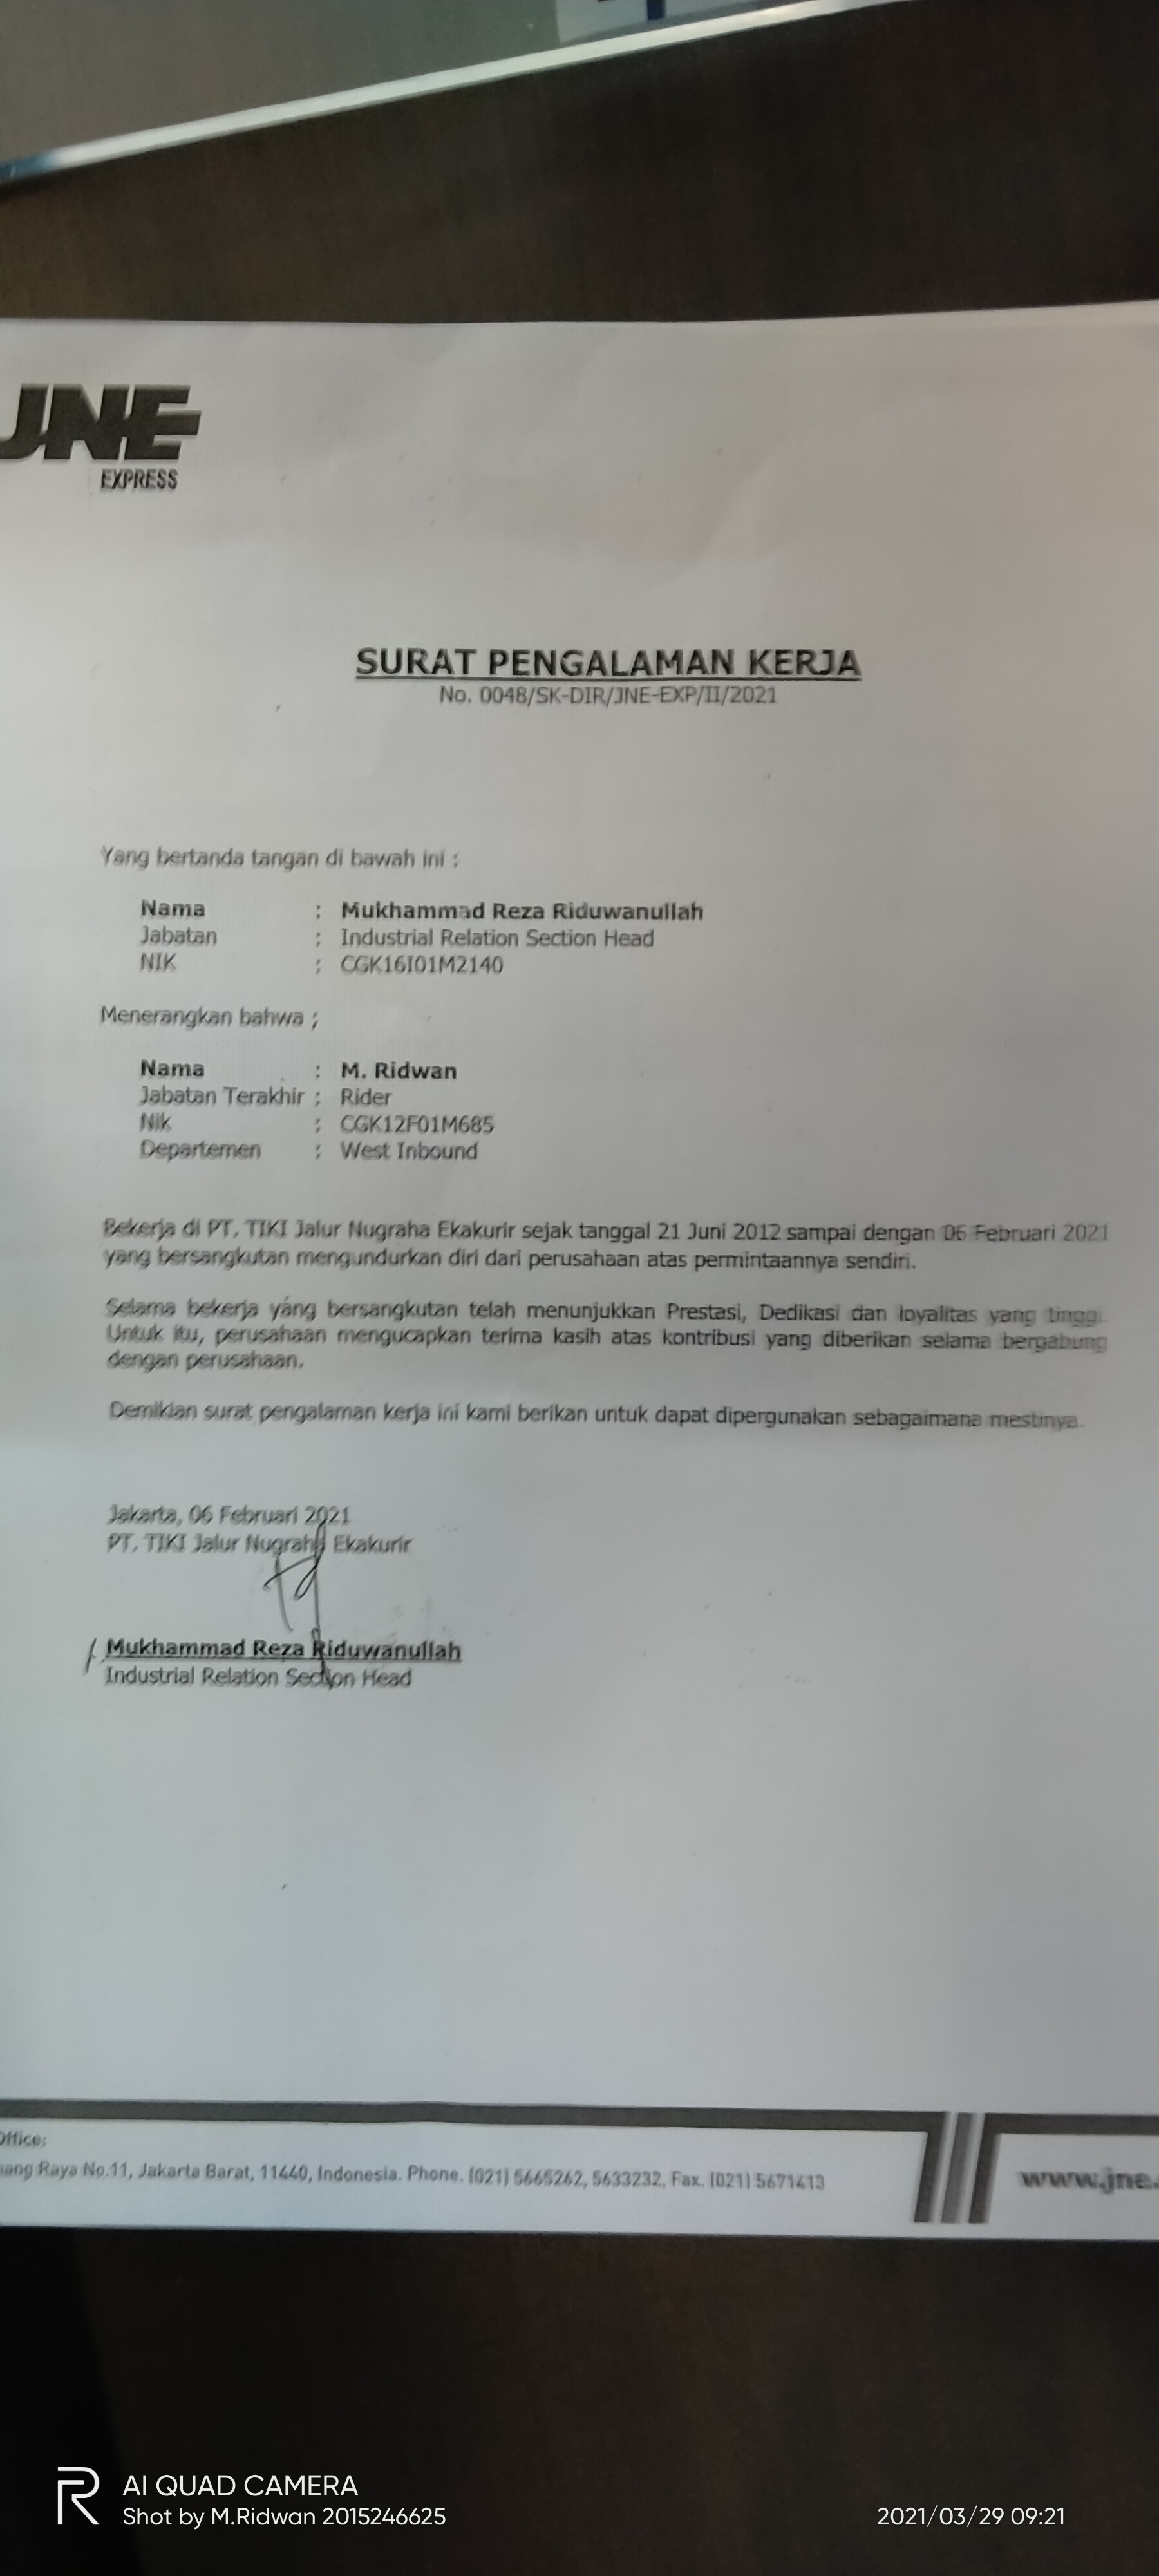 JNE
EXPRESS
SURAT PENGALAMAN KERJA
No. 0048/SK-DIR/JNE-EXP/II/2021
Yang bertanda tangan di bawah ini :
Nama : Mukhammad Reza Riduwanullah
Jabatan : Industrial Relation Section Head
NIK : CGK16I01M2140
Menerangkan bahwa ;
Nama : M. Ridwan
Jabatan Terakhir : Rider
Nik : CGK12F01M685
Departemen : West Inbound
Bekerja di PT. TIKI Jalur Nugraha Ekakurir sejak tanggal 21 Juni 2012 sampai dengan 06 Februari 2021
yang bersangkutan mengundurkan diri dari perusahaan atas permintaannya sendiri.
Selama bekerja yang bersangkutan telah menunjukkan Prestasi, Dedikasi dan loyalitas yang tinggi.
Untuk itu, perusahaan mengucapkan terima kasih atas kontribusi yang diberikan selama bergabung
dengan perusahaan.
Demikian surat pengalaman kerja ini kami berikan untuk dapat dipergunakan sebagaimana mestinya.
Jakarta, 06 Februari 2021
PT. TIKI Jalur Nugraha Ekakurir
Mukhammad Reza Riduwanullah
Industrial Relation Section Head
Office:
ang Raya No.11, Jakarta Barat, 11440, Indonesia. Phone. (021) 5665262, 5633232, Fax. (021) 5671413
www.jne.
R AI QUAD CAMERA
Shot by M.Ridwan 2015246625
2021/03/29 09:21